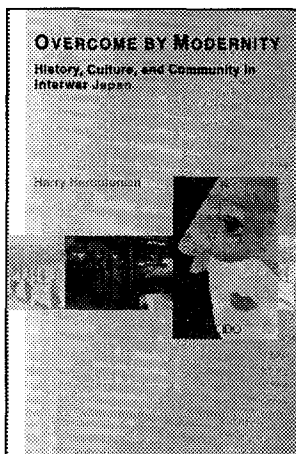 OVERCOME BY MODERNITY
History, Culture, and Community in
Interwar Japan
Harry Harootunian